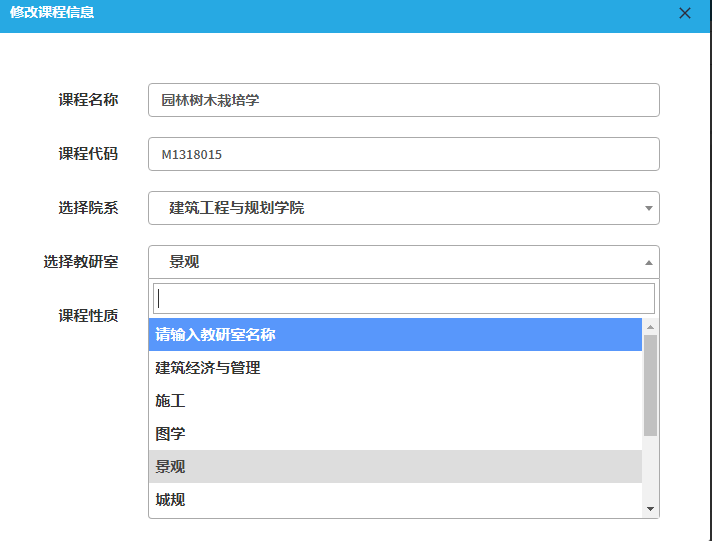 修改课程信息
课程名称 园林树木栽培学
课程代码 M1318015
选择院系 建筑工程与规划学院
选择教研室 景观
课程性质
请输入教研室名称
建筑经济与管理
施工
图学
景观
城规